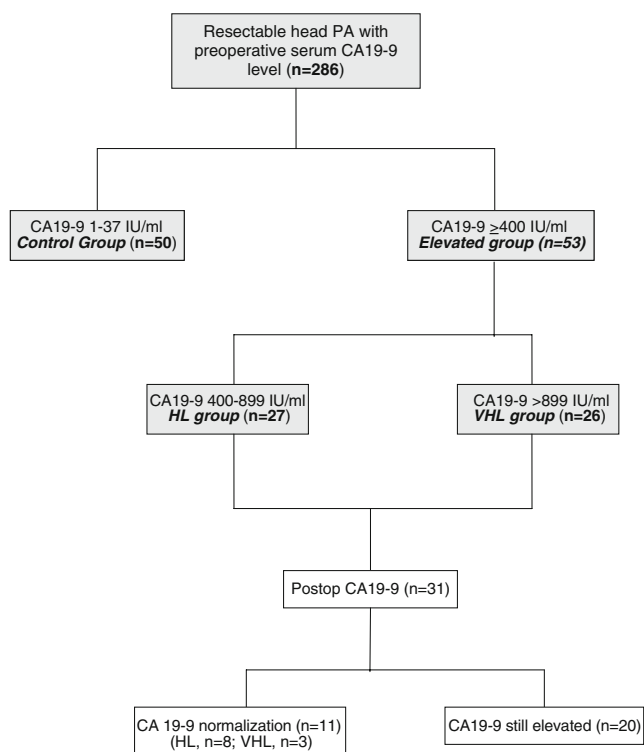 Resectable head PA with
preoperative serum CA19-9
level (n=286)
CA19-9 1-37 IU/ml
Control Group (n=50)
CA19-9 ≥400 IU/ml
Elevated group (n=53)
CA19-9 400-899 IU/ml
HL group (n=27)
CA19-9 >899 IU/ml
VHL group (n=26)
Postop CA19-9 (n=31)
CA 19-9 normalization (n=11)
(HL, n=8; VHL, n=3)
CA19-9 still elevated (n=20)